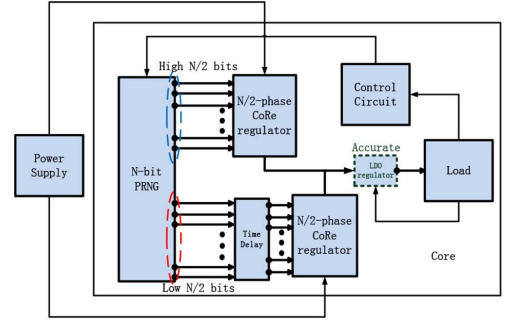 High N/2 bits
N/2-phase
CoRe
regulator
Control
Circuit
Power
Supply
N-bit
PRNG
Accurate
LDO
regulator
Load
Time
Delay
N/2-phase
CoRe
regulator
Core
Low N/2 bits